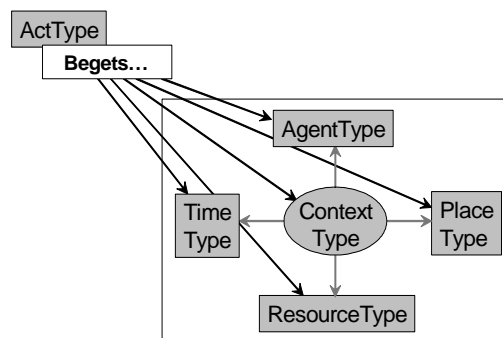 ActType
Begets…
AgentType
Time
Type
Context
Type
Place
Type
ResourceType